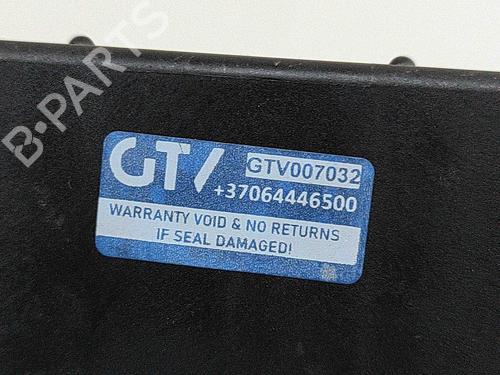 B-PARTS
GTV
GTV007032
+37064446500
WARRANTY VOID & NO RETURNS
IF SEAL DAMAGED!